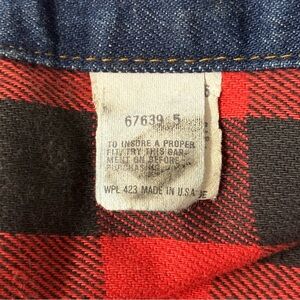 67639 5
TO INSURE A PROPER
FIT, TRY THIS GAR-
MENT ON BEFORE
PURCHASING
WPL 423 MADE IN U.S.A